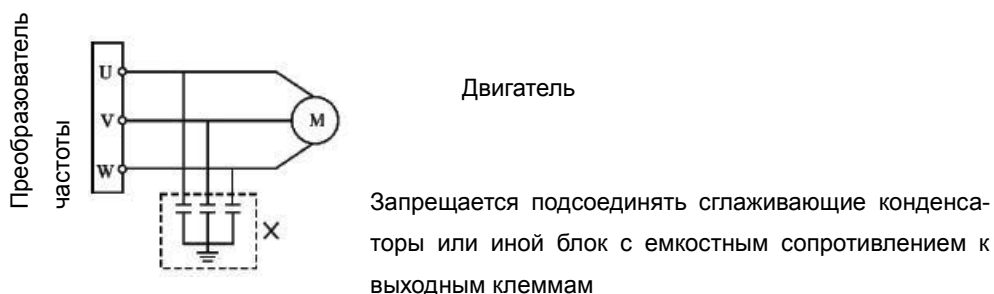 Преобразователь
частоты
U
V
W
M
Двигатель
X
Запрещается подсоединять сглаживающие конденса-
торы или иной блок с емкостным сопротивлением к
выходным клеммам